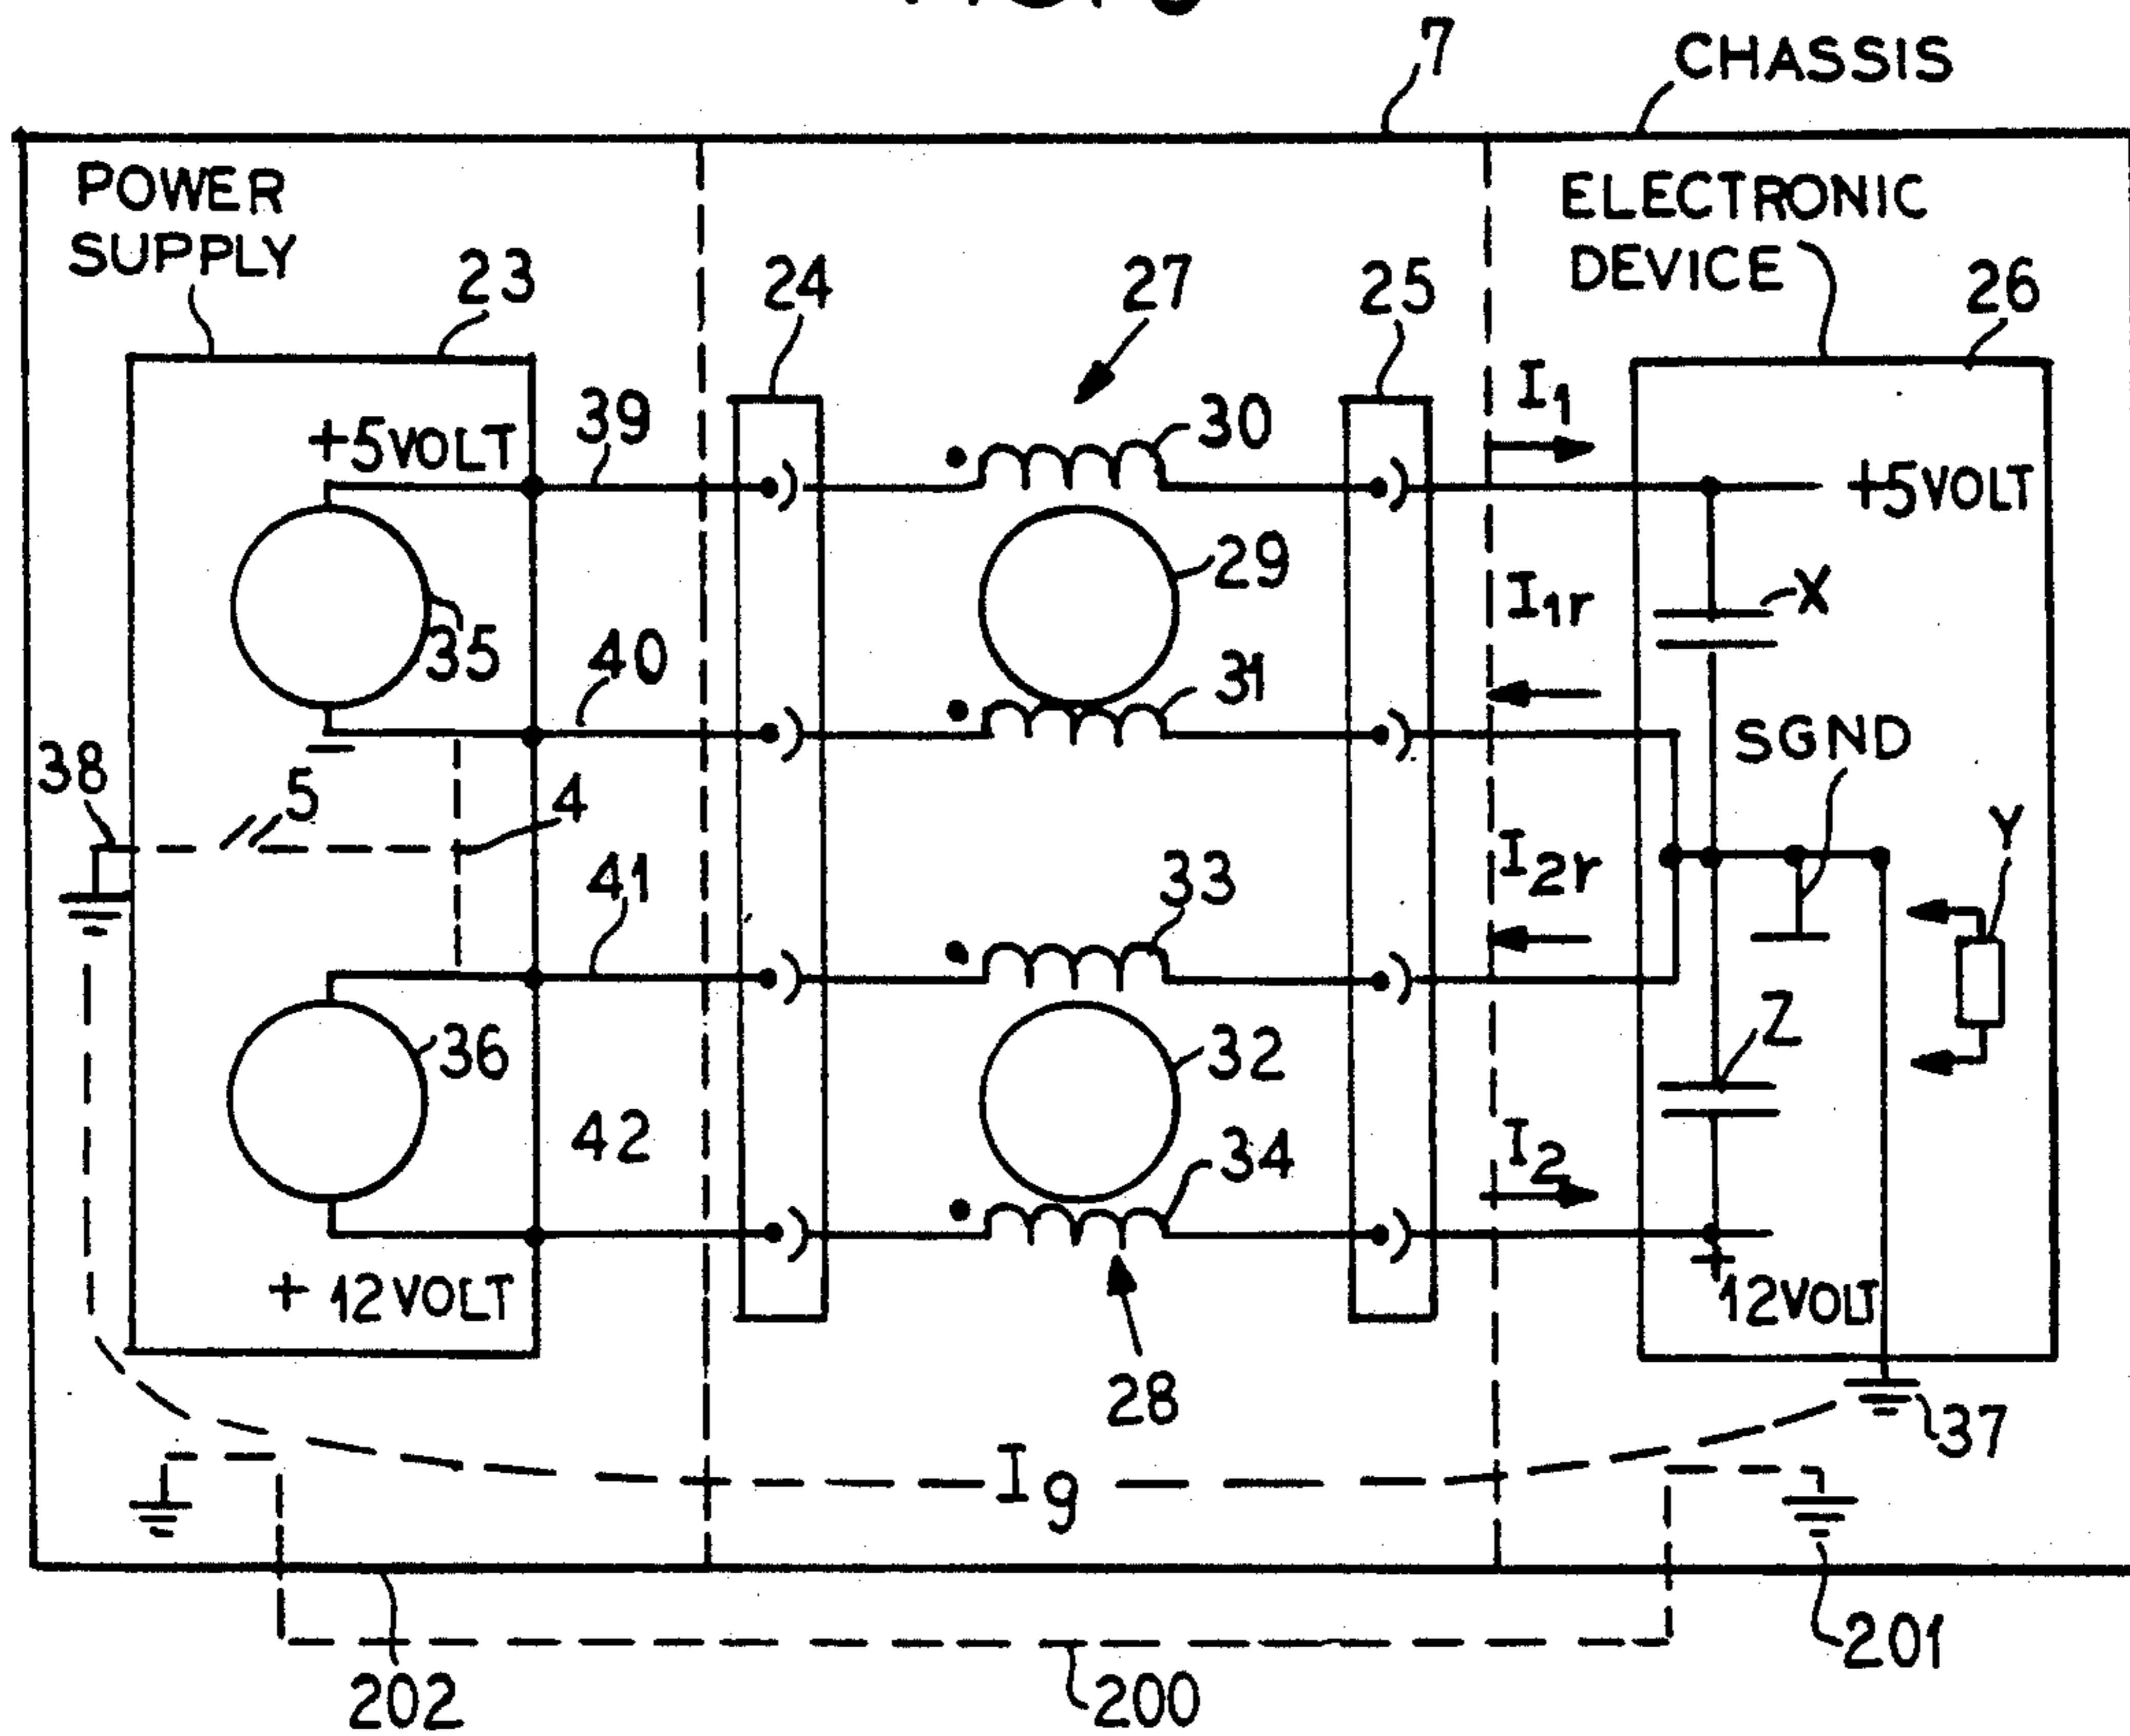 7
CHASSIS
POWER
SUPPLY
23
24
27
25
ELECTRONIC
DEVICE
26
+5VOLT
39
30
I1
+5VOLT
29
35
40
31
I1r
X
SGND
38
5
4
41
33
I2r
Y
36
32
Z
42
34
I2
+12VOLT
+12VOLT
28
37
Ig
202
200
201